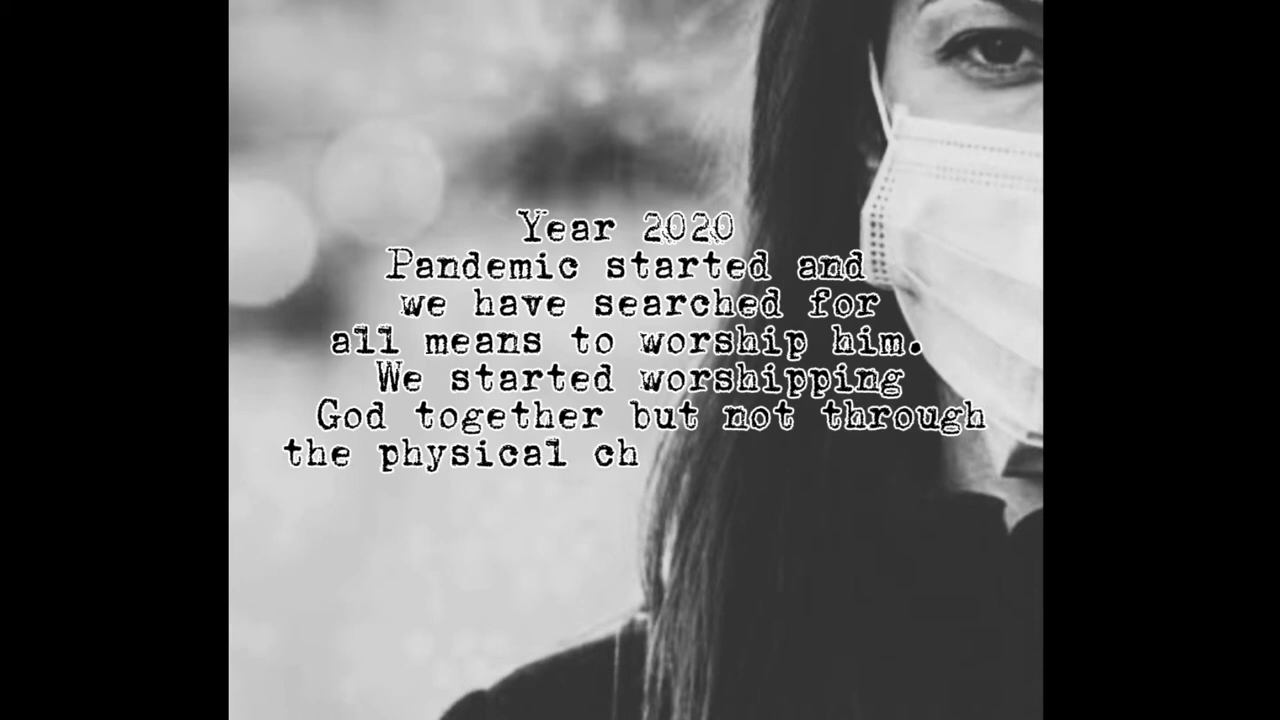 Year 2020
Pandemic started and
we have searched for
all means to worship him.
We started worshipping
God together but not through
the physical ch